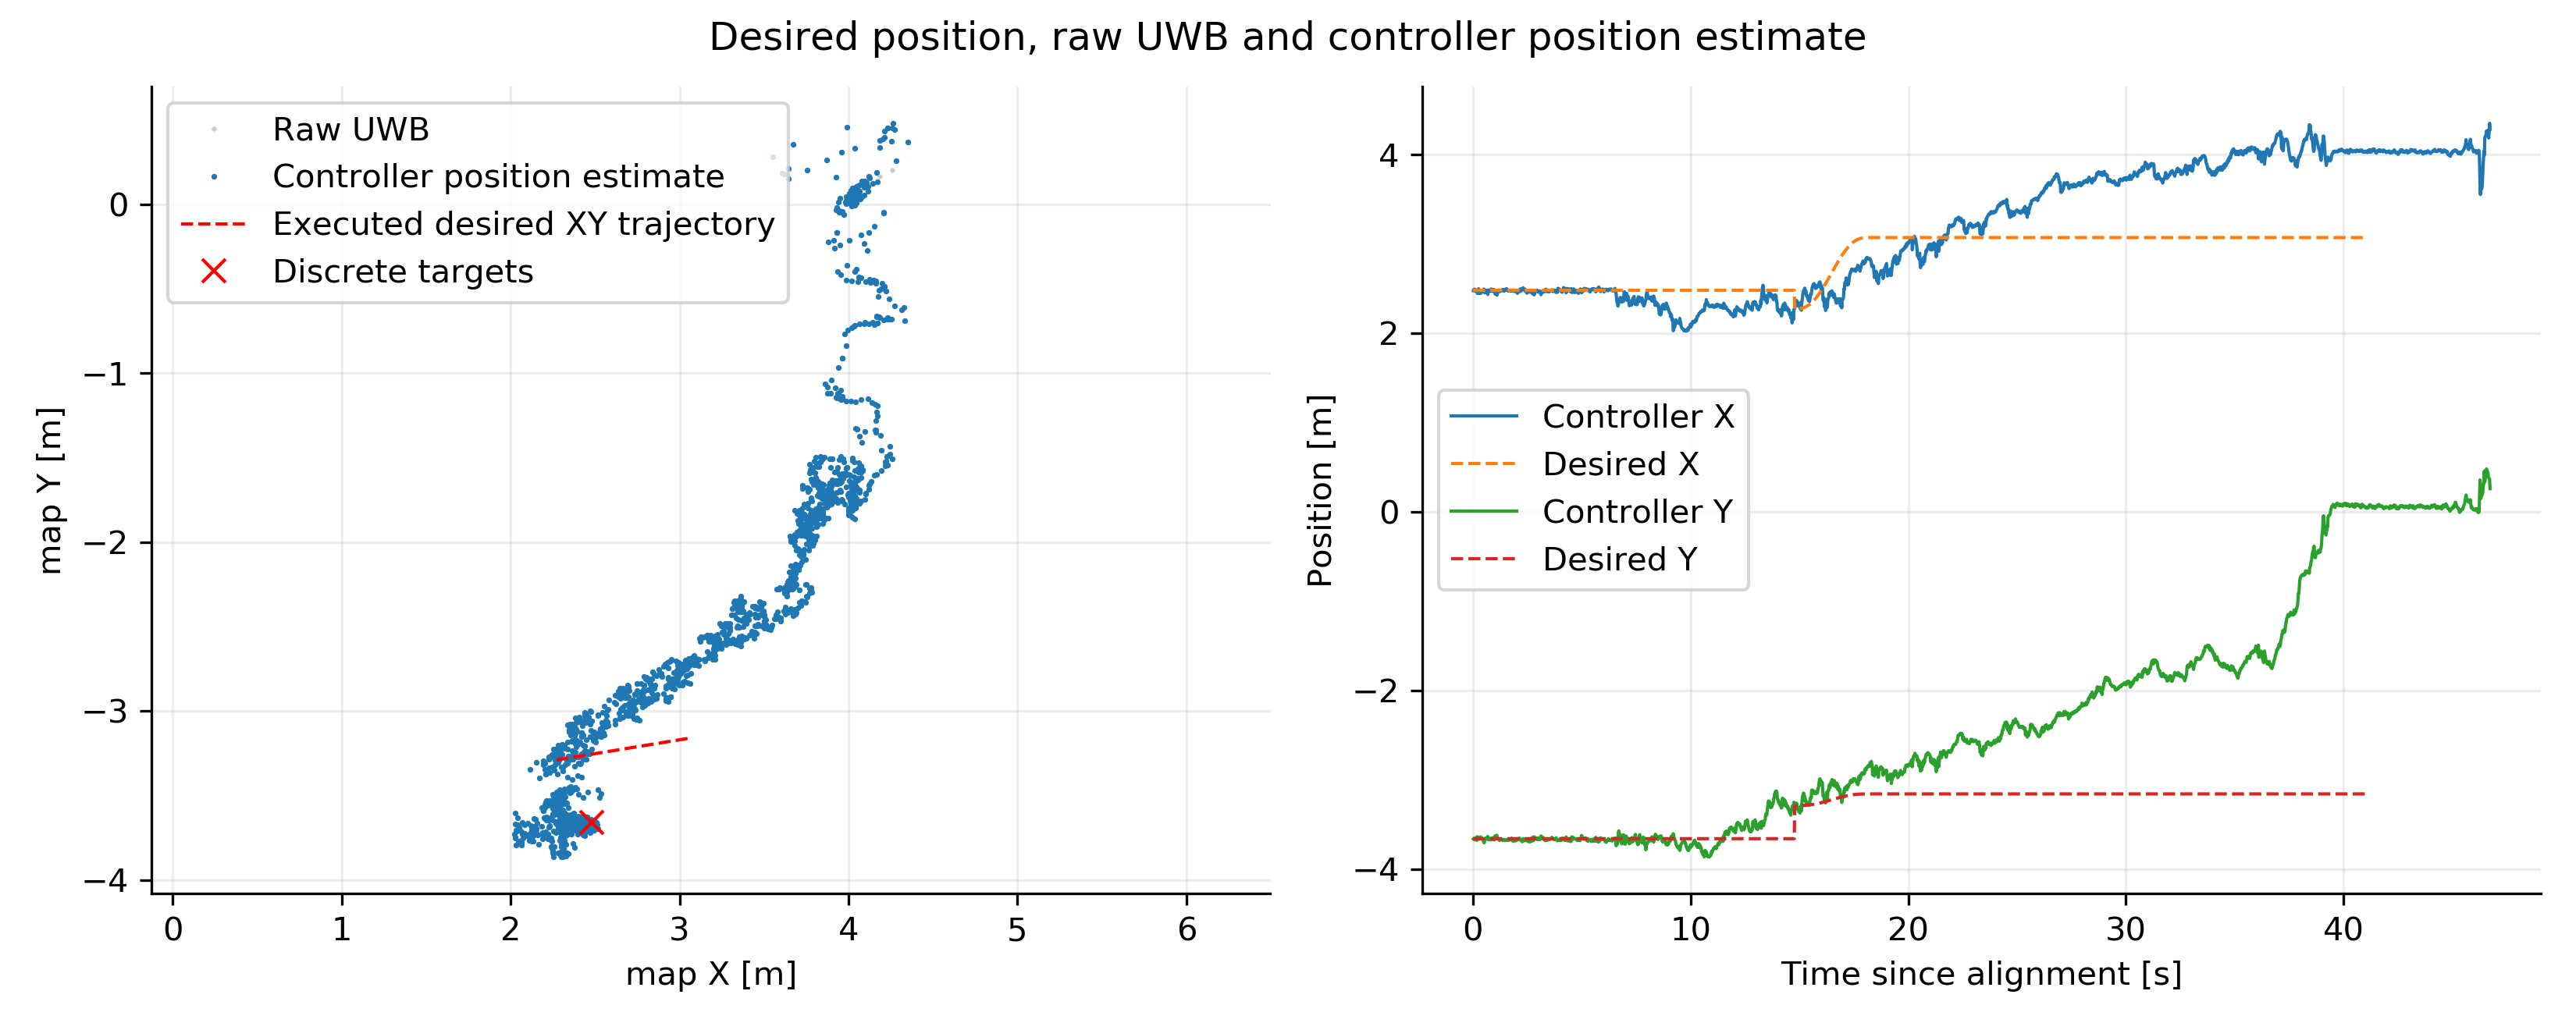 Desired position, raw UWB and controller position estimate
Raw UWB
Controller position estimate
Executed desired XY trajectory
Discrete targets
0
−1
−2
−3
−4
map Y [m]
0 1 2 3 4 5 6
map X [m]
4
2
0
−2
−4
Position [m]
Controller X
Desired X
Controller Y
Desired Y
0 10 20 30 40
Time since alignment [s]